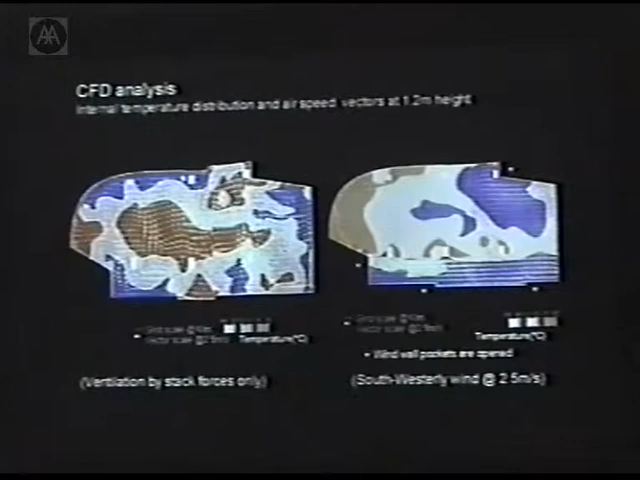 AA
CFD analysis
Internal temperature distribution and air speed vectors at 1.2m height
Temperature(°C)
Temperature(°C)
Wind wall pockets are opened
(Ventilation by stack forces only)
(South-Westerly wind @ 2.5m/s)